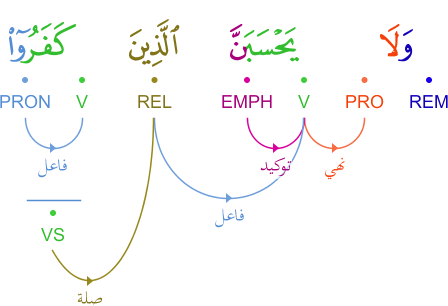 وَلَا يَحْسَبَنَّ ٱلَّذِينَ كَفَرُوٓا۟
REM PRO V EMPH REL V PRON
نهي توكيد فاعل
فاعل
VS
صلة